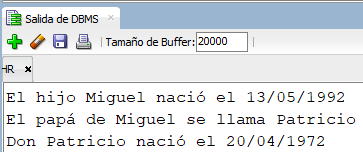 Salida de DBMS
Tamaño de Buffer: 20000
HR
El hijo Miguel nació el 13/05/1992
El papá de Miguel se llama Patricio
Don Patricio nació el 20/04/1972